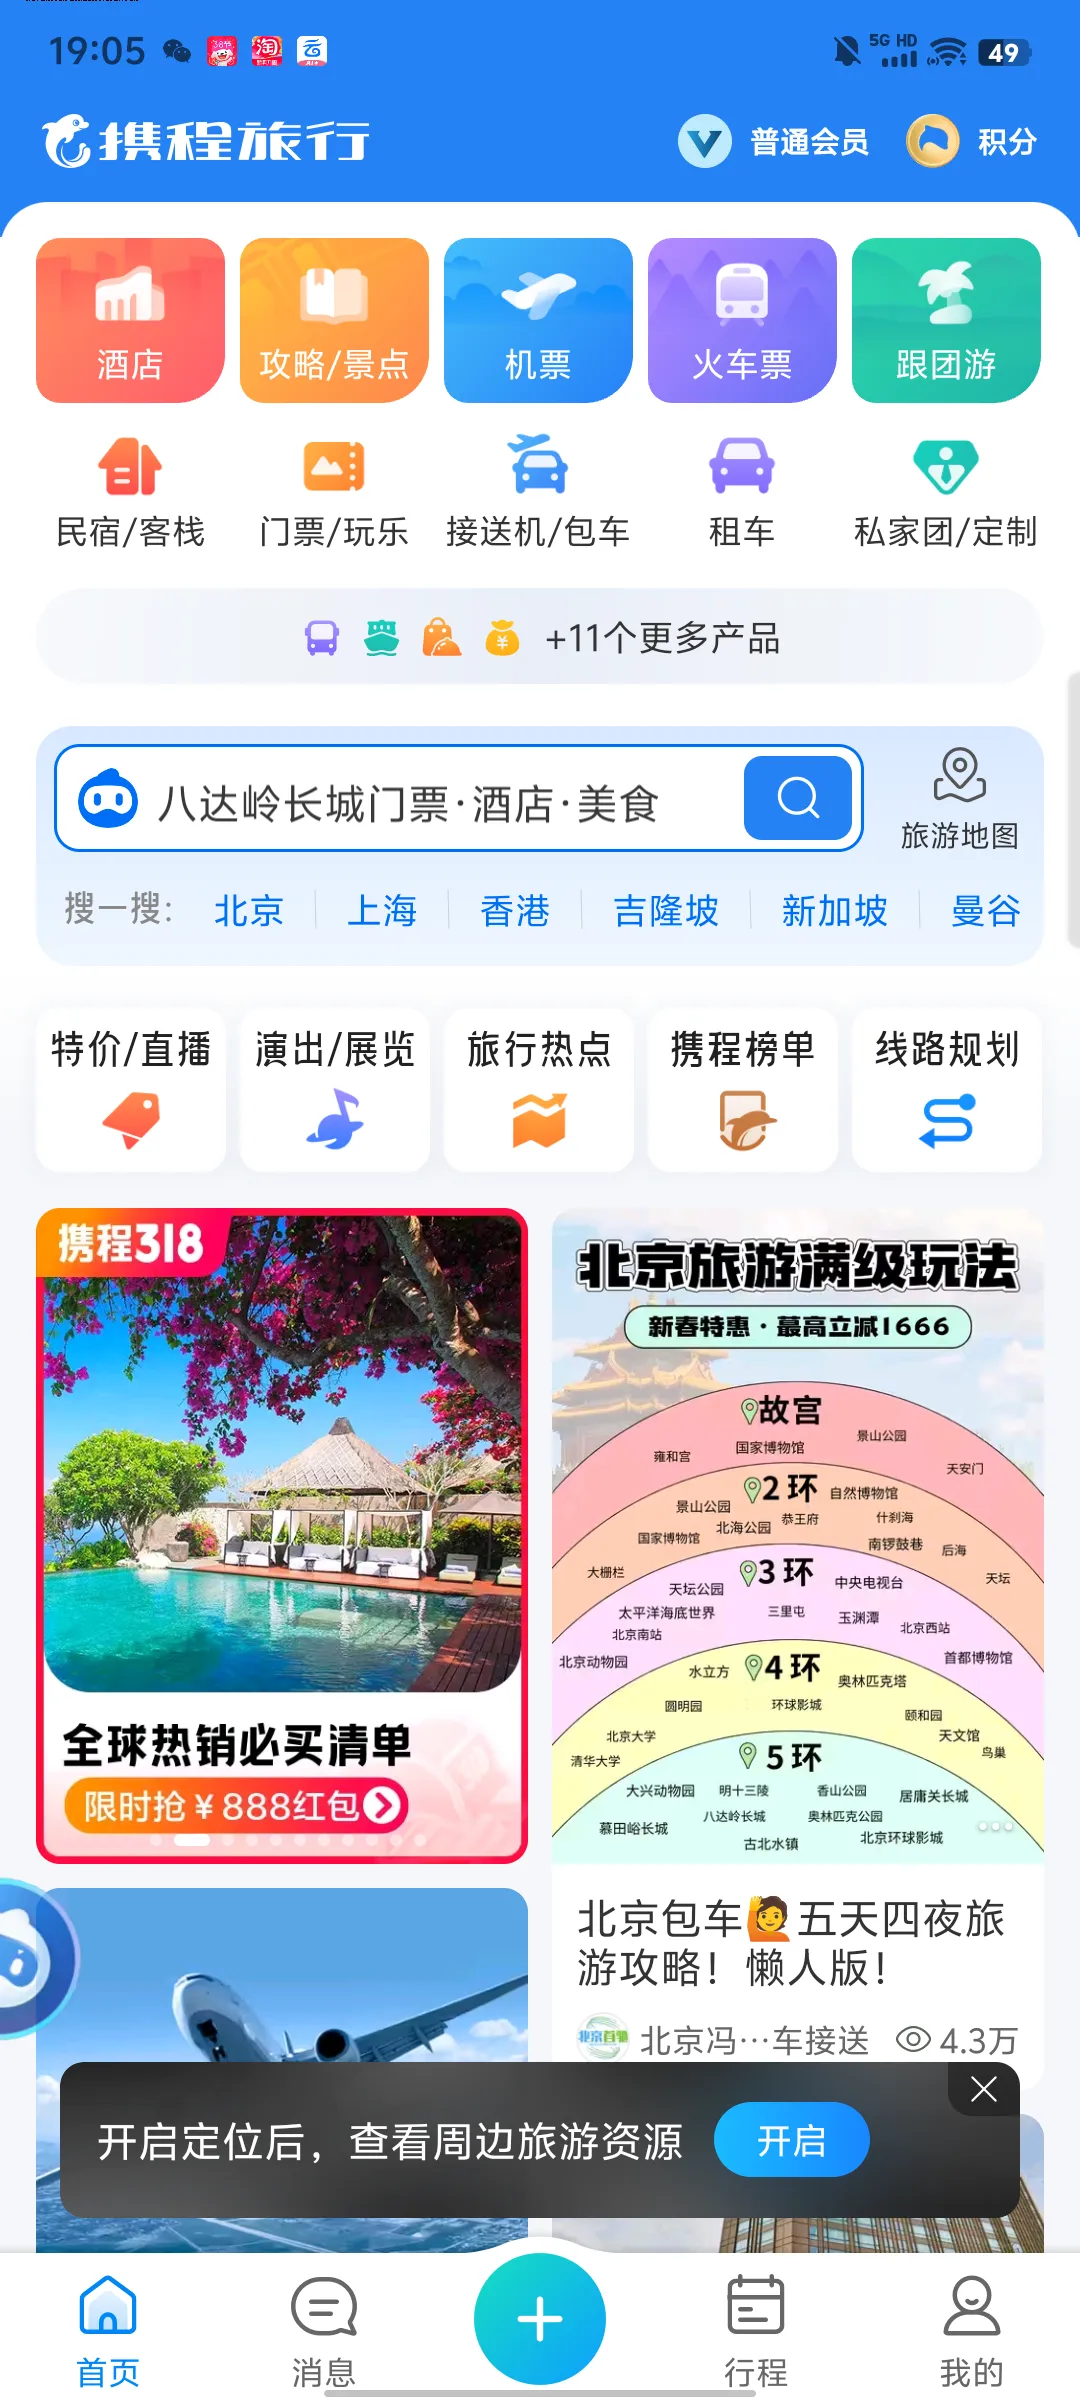 19:05
5G HD
49
携程旅行
普通会员
积分
酒店
攻略/景点
机票
火车票
跟团游
民宿/客栈
门票/玩乐
接送机/包车
租车
私家团/定制
+11个更多产品
八达岭长城门票·酒店·美食
旅游地图
搜一搜:
北京
上海
香港
吉隆坡
新加坡
曼谷
特价/直播
演出/展览
旅行热点
携程榜单
线路规划
携程318
全球热销必买清单
限时抢¥888红包
北京旅游满级玩法
新春特惠·最高立减1666
故宫
景山公园
国家博物馆
雍和宫
天安门
2环
自然博物馆
景山公园
什刹海
恭王府
北海公园
国家博物馆
南锣鼓巷
后海
大栅栏
3环
天坛
中央电视台
天坛公园
太平洋海底世界
三里屯
玉渊潭
北京西站
北京南站
首都博物馆
北京动物园
4环
水立方
奥林匹克塔
圆明园
环球影城
颐和园
北京大学
天文馆
鸟巢
5环
清华大学
大兴动物园
明十三陵
香山公园
居庸关长城
八达岭长城
奥林匹克公园
慕田峪长城
北京环球影城
古北水镇
北京包车🙋五天四夜旅
游攻略！懒人版！
北京冯…车接送
4.3万
开启定位后，查看周边旅游资源
开启
首页
消息
行程
我的